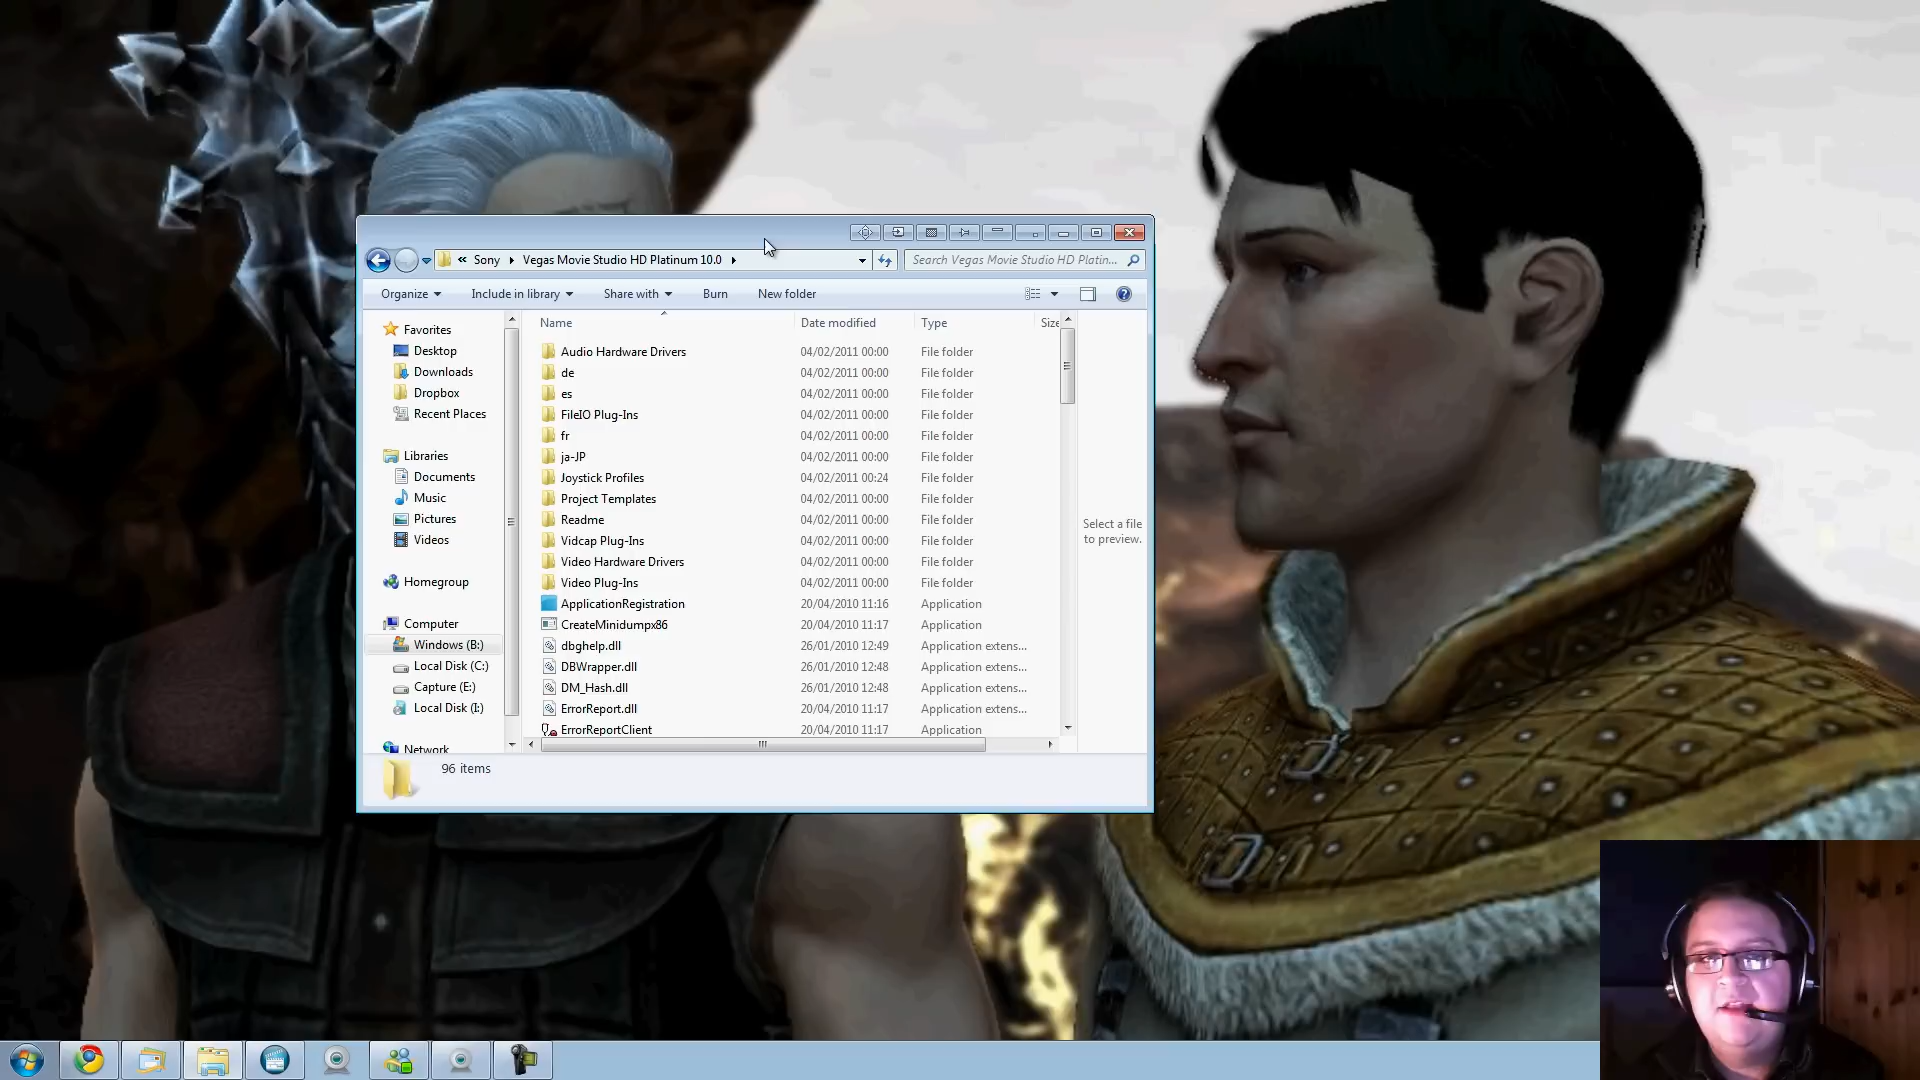 « Sony ▸ Vegas Movie Studio HD Platinum 10.0 ▸
Search Vegas Movie Studio HD Platin...
Organize
Include in library
Share with
Burn
New folder
Favorites
Desktop
Downloads
Dropbox
Recent Places
Libraries
Documents
Music
Pictures
Videos
Homegroup
Computer
Windows (B:)
Local Disk (C:)
Capture (E:)
Local Disk (I:)
Network
Name Date modified Type Size
Audio Hardware Drivers 04/02/2011 00:00 File folder
de 04/02/2011 00:00 File folder
es 04/02/2011 00:00 File folder
FileIO Plug-Ins 04/02/2011 00:00 File folder
fr 04/02/2011 00:00 File folder
ja-JP 04/02/2011 00:00 File folder
Joystick Profiles 04/02/2011 00:24 File folder
Project Templates 04/02/2011 00:00 File folder
Readme 04/02/2011 00:00 File folder
Vidcap Plug-Ins 04/02/2011 00:00 File folder
Video Hardware Drivers 04/02/2011 00:00 File folder
Video Plug-Ins 04/02/2011 00:00 File folder
ApplicationRegistration 20/04/2010 11:16 Application
CreateMinidumpx86 20/04/2010 11:17 Application
dbghelp.dll 26/01/2010 12:49 Application extens...
DBWrapper.dll 26/01/2010 12:48 Application extens...
DM_Hash.dll 26/01/2010 12:48 Application extens...
ErrorReport.dll 20/04/2010 11:17 Application extens...
ErrorReportClient 20/04/2010 11:17 Application
Select a file
to preview.
96 items